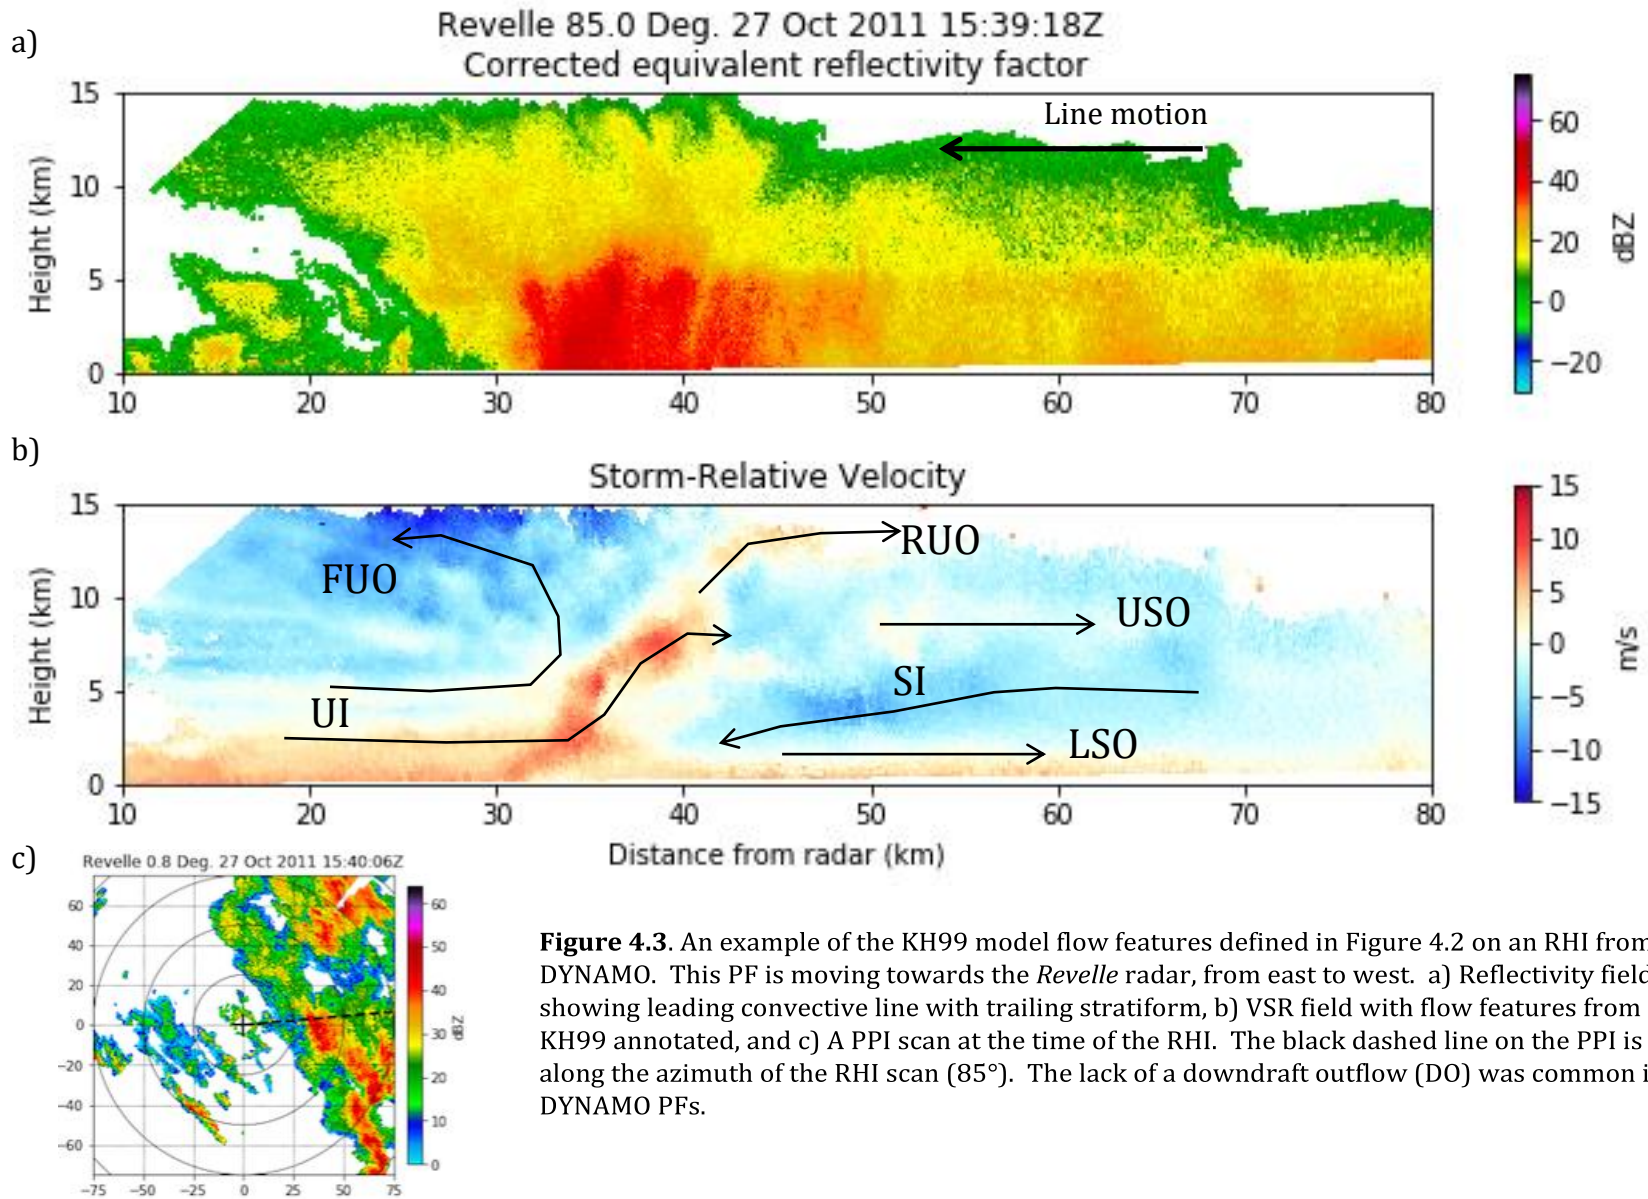 a)
Revelle 85.0 Deg. 27 Oct 2011 15:39:18Z
Corrected equivalent reflectivity factor
Line motion
Height (km)
15
10
5
0
10 20 30 40 50 60 70 80
60
40
20
0
−20
dBZ
b)
Storm-Relative Velocity
RUO
FUO
USO
SI
UI
LSO
Height (km)
15
10
5
0
10 20 30 40 50 60 70 80
Distance from radar (km)
15
10
5
0
−5
−10
−15
m/s
c)
Revelle 0.8 Deg. 27 Oct 2011 15:40:06Z
60
40
20
0
−20
−40
−60
−75 −50 −25 0 25 50 75
60
50
40
30
20
10
0
dBZ
Figure 4.3. An example of the KH99 model flow features defined in Figure 4.2 on an RHI from
DYNAMO. This PF is moving towards the Revelle radar, from east to west. a) Reflectivity field
showing leading convective line with trailing stratiform, b) VSR field with flow features from
KH99 annotated, and c) A PPI scan at the time of the RHI. The black dashed line on the PPI is
along the azimuth of the RHI scan (85°). The lack of a downdraft outflow (DO) was common i
DYNAMO PFs.